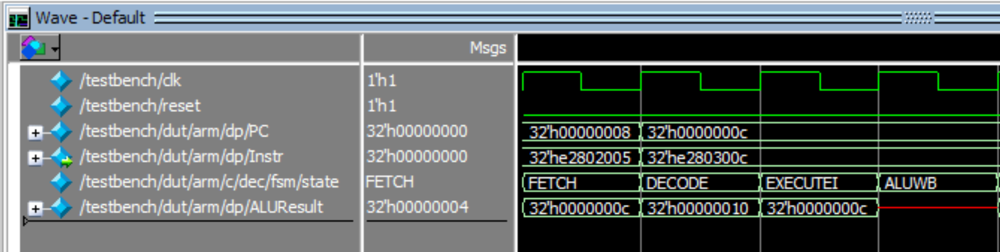 Wave - Default
Msgs
/testbench/clk 1'h1
/testbench/reset 1'h1
/testbench/dut/arm/dp/PC 32'h00000000 32'h00000008 32'h0000000c
/testbench/dut/arm/dp/Instr 32'h00000000 32'he2802005 32'he280300c
/testbench/dut/arm/c/dec/fsm/state FETCH FETCH DECODE EXECUTEI ALUWB
/testbench/dut/arm/dp/ALUResult 32'h00000004 32'h0000000c 32'h00000010 32'h0000000c